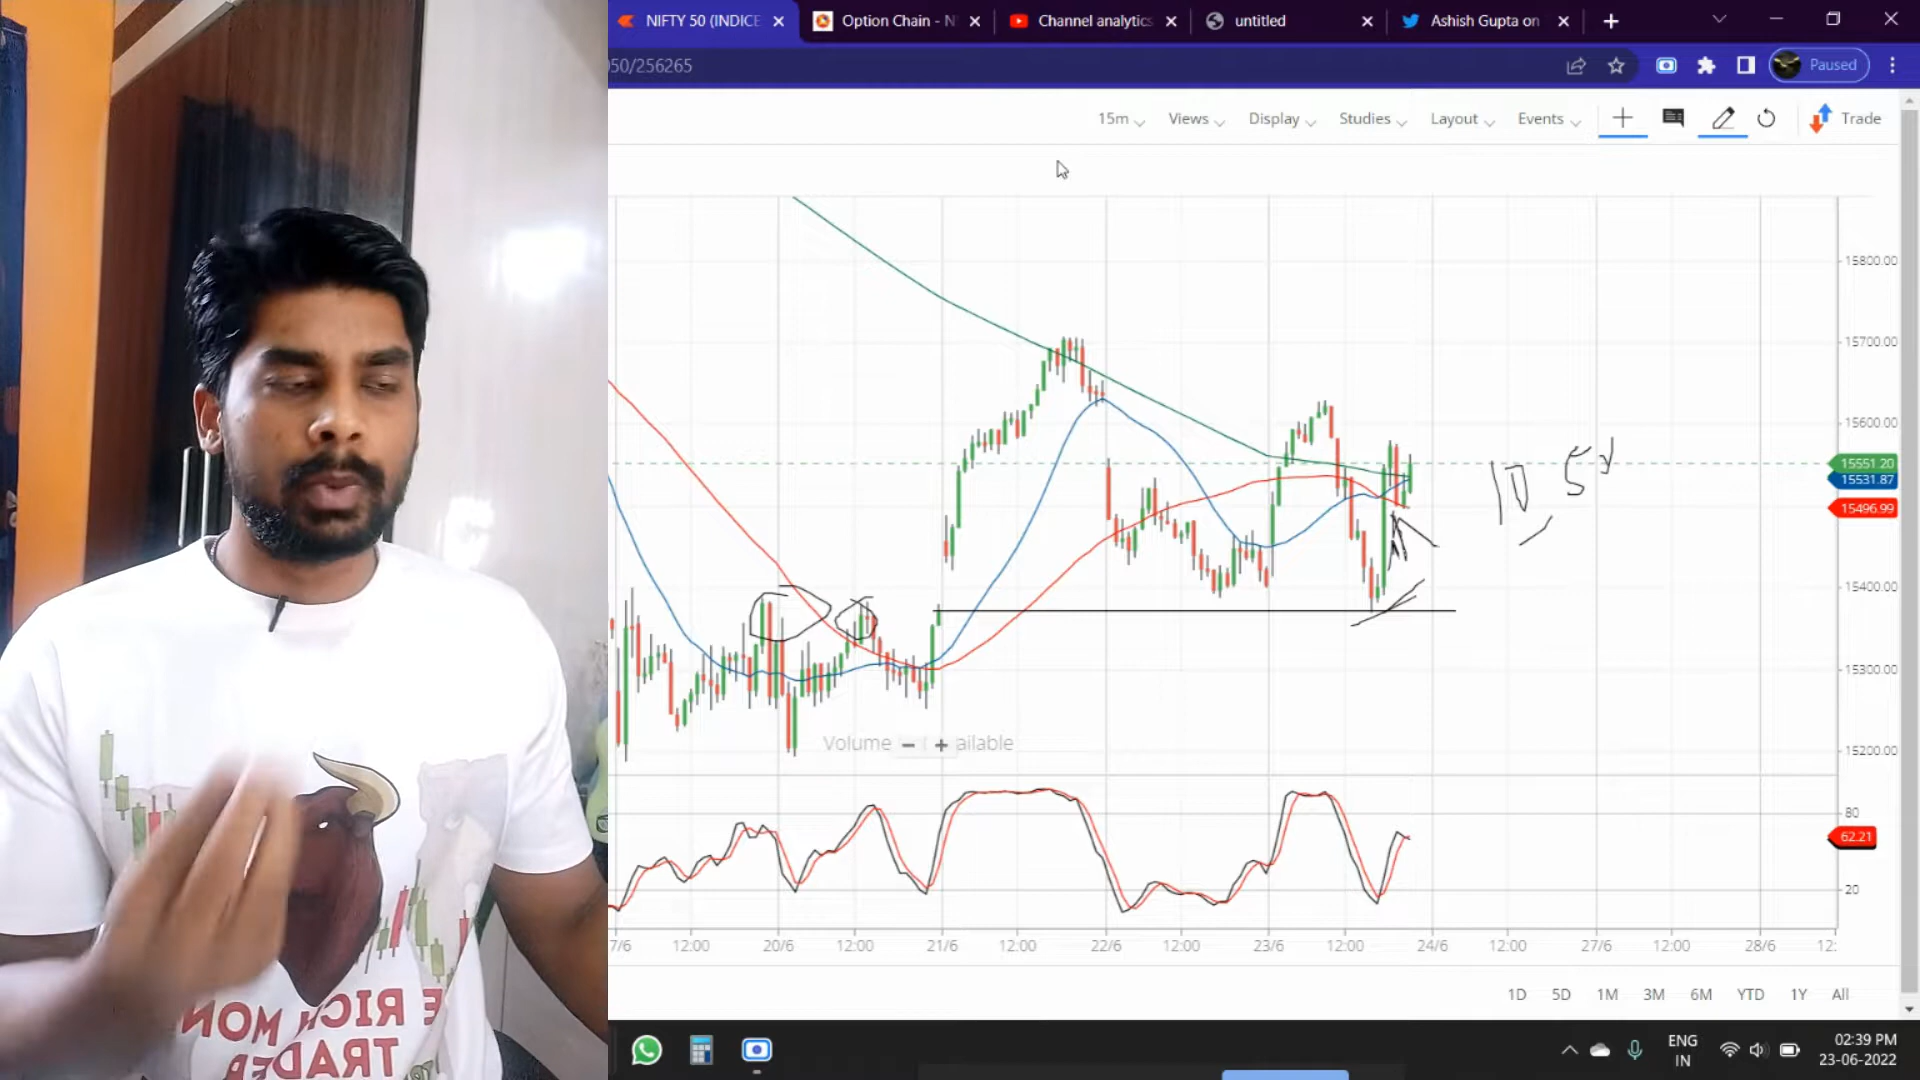 NIFTY 50 (INDICE
Option Chain - N
Channel analytics
untitled
Ashish Gupta on
50/256265
Paused
15m
Views
Display
Studies
Layout
Events
Trade
15800.00
15700.00
15600.00
15551.20
15531.87
15496.99
15400.00
15300.00
15200.00
Volume
ailable
80
62.21
20
7/6
12:00
20/6
12:00
21/6
12:00
22/6
12:00
23/6
12:00
24/6
12:00
27/6
12:00
28/6
12:
1D
5D
1M
3M
6M
YTD
1Y
All
ENG
IN
02:39 PM
23-06-2022
E RICH MON
TRADER